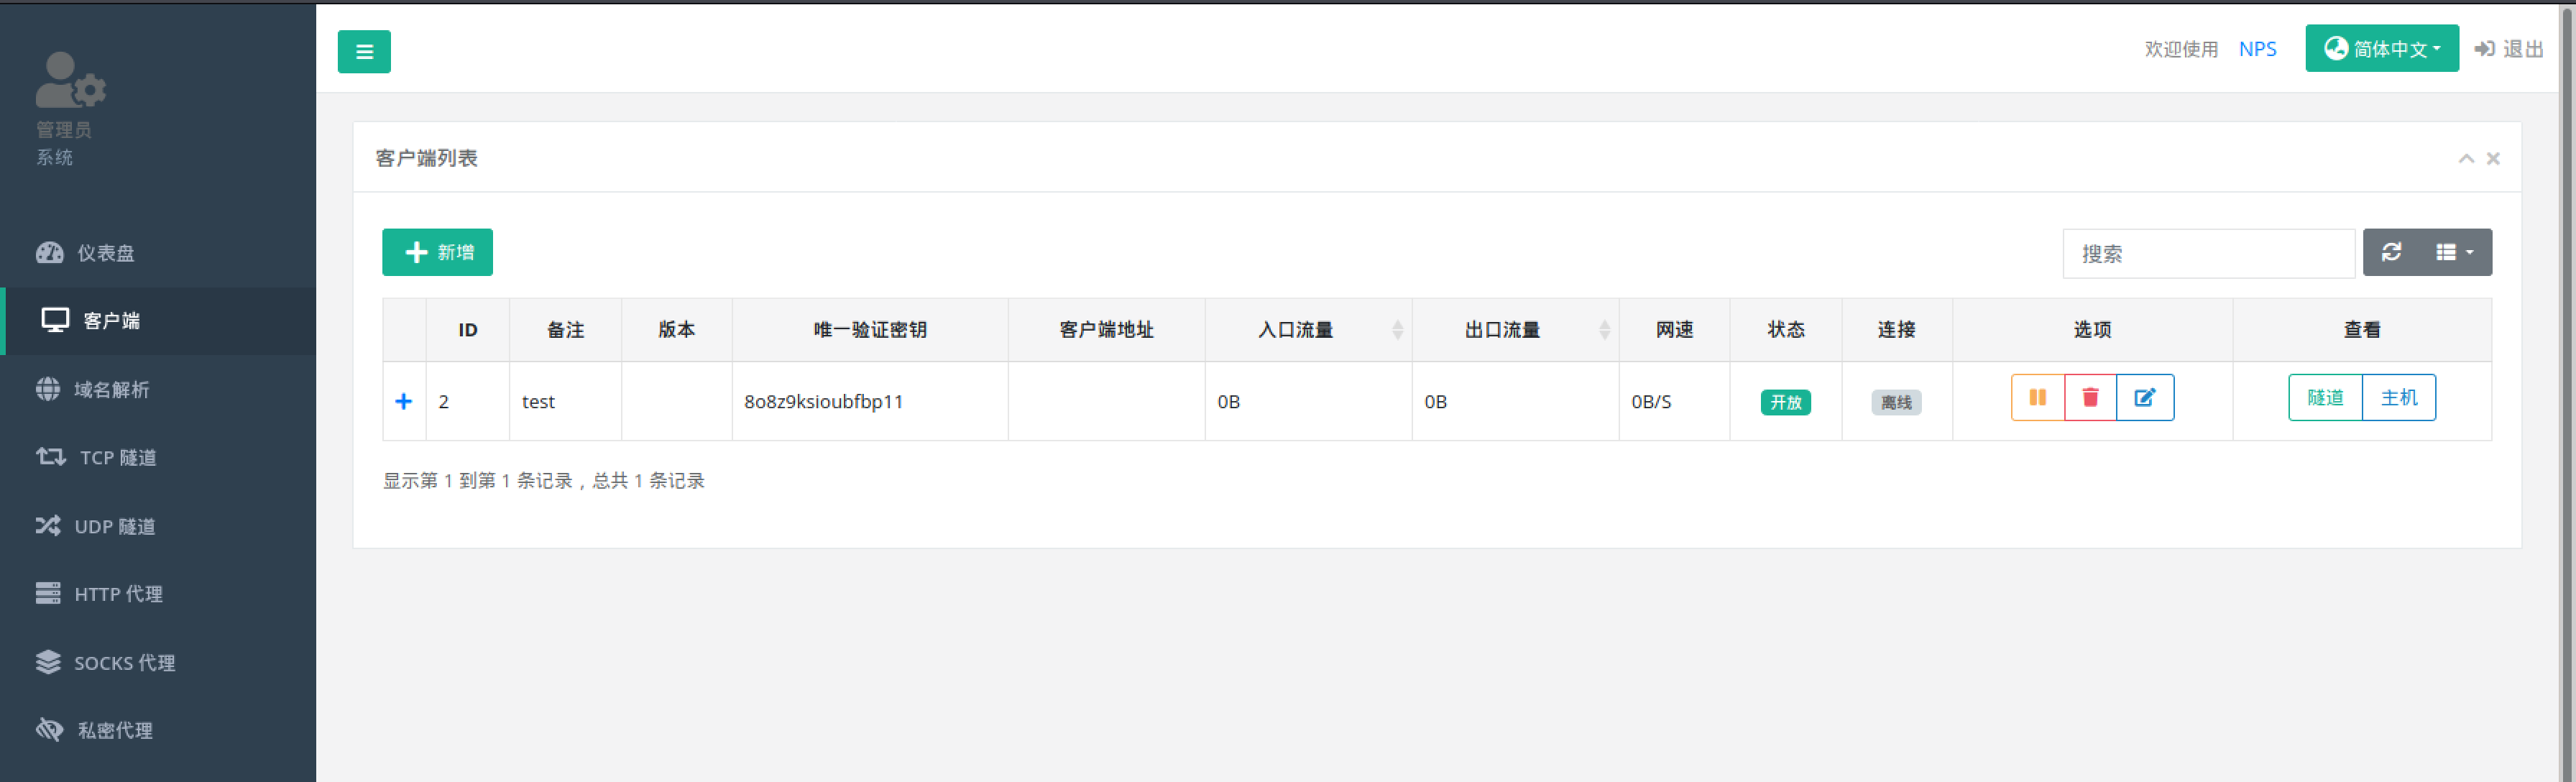 欢迎使用 NPS 简体中文 退出
管理员
系统
仪表盘
客户端
域名解析
TCP 隧道
UDP 隧道
HTTP 代理
SOCKS 代理
私密代理
客户端列表
新增
搜索
ID 备注 版本 唯一验证密钥 客户端地址 入口流量 出口流量 网速 状态 连接 选项 查看
2 test 8o8z9ksioubfbp11 0B 0B 0B/S 开放 离线 隧道 主机
显示第 1 到第 1 条记录，总共 1 条记录